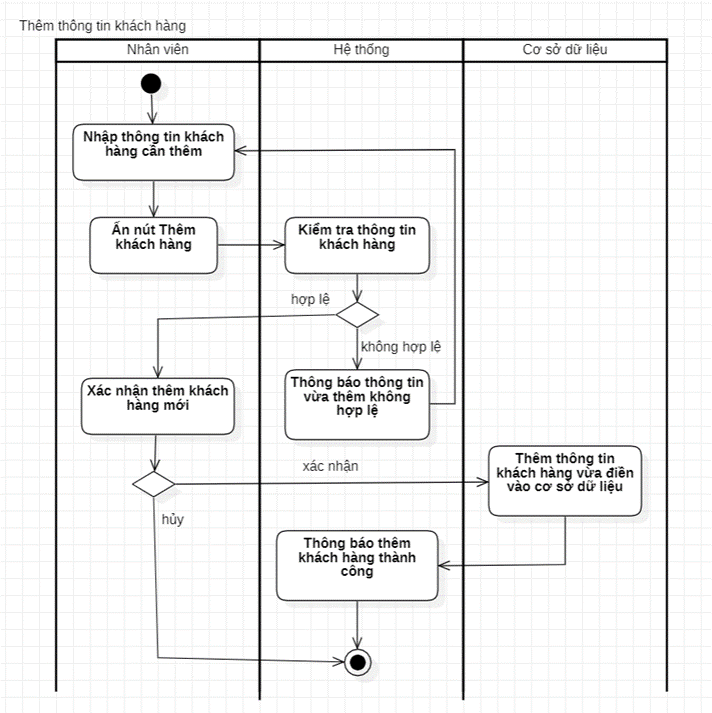 Thêm thông tin khách hàng
Nhân viên
Hệ thống
Cơ sở dữ liệu
Nhập thông tin khách
hàng cần thêm
Ấn nút Thêm
khách hàng
Kiểm tra thông tin
khách hàng
hợp lệ
không hợp lệ
Xác nhận thêm khách
hàng mới
Thông báo thông tin
vừa thêm không
hợp lệ
xác nhận
Thêm thông tin
khách hàng vừa điền
vào cơ sở dữ liệu
hủy
Thông báo thêm
khách hàng thành
công